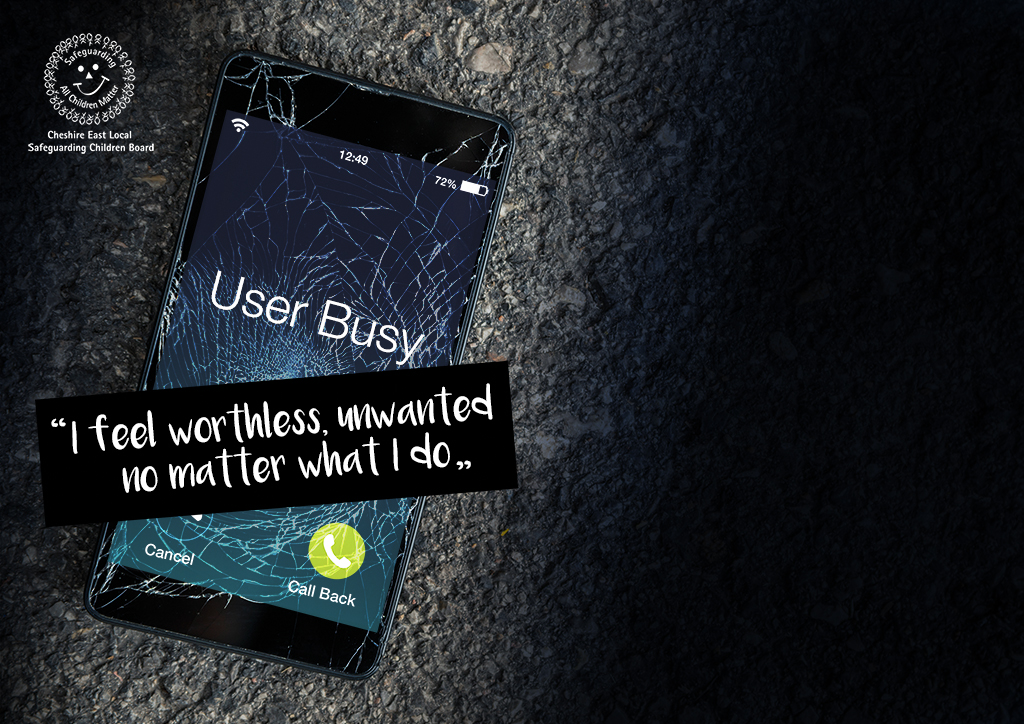 Safeguarding
All Children Matter
Cheshire East Local
Safeguarding Children Board
12:49
72%
User Busy
“I feel worthless, unwanted
no matter what I do„
Cancel
Call Back